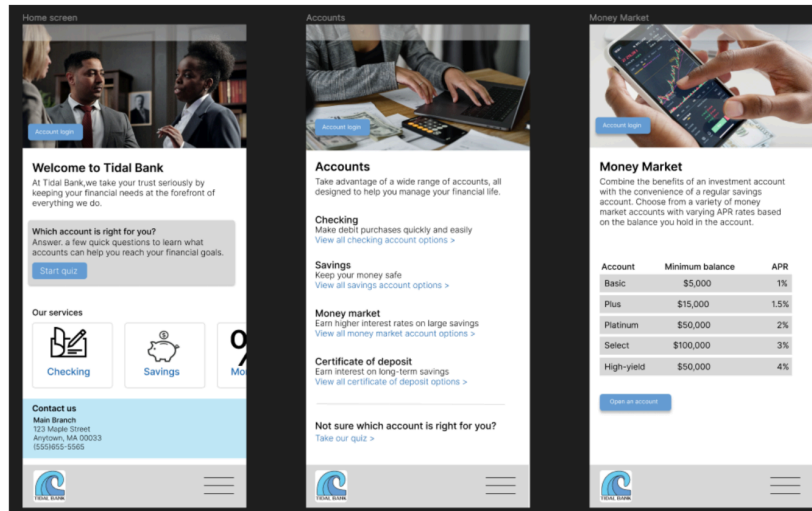 Home screen
Account login
Welcome to Tidal Bank
At Tidal Bank,we take your trust seriously by
keeping your financial needs at the forefront of
everything we do.
Which account is right for you?
Answer. a few quick questions to learn what
accounts can help you reach your financial goals.
Start quiz
Our services
Checking
Savings
%
Mo
Contact us
Main Branch
123 Maple Street
Anytown, MA 00033
(555)655-5565
TIDAL BANK
Accounts
Account login
Accounts
Take advantage of a wide range of accounts, all
designed to help you manage your financial life.
Checking
Make debit purchases quickly and easily
View all checking account options >
Savings
Keep your money safe
View all savings account options >
Money market
Earn higher interest rates on large savings
View all money market account options >
Certificate of deposit
Earn interest on long-term savings
View all certificate of deposit options >
Not sure which account is right for you?
Take our quiz >
TIDAL BANK
Money Market
Account login
Money Market
Combine the benefits of an investment account
with the convenience of a regular savings
account. Choose from a variety of money
market accounts with varying APR rates based
on the balance you hold in the account.
Account Minimum balance APR
Basic $5,000 1%
Plus $15,000 1.5%
Platinum $50,000 2%
Select $100,000 3%
High-yield $50,000 4%
Open an account
TIDAL BANK